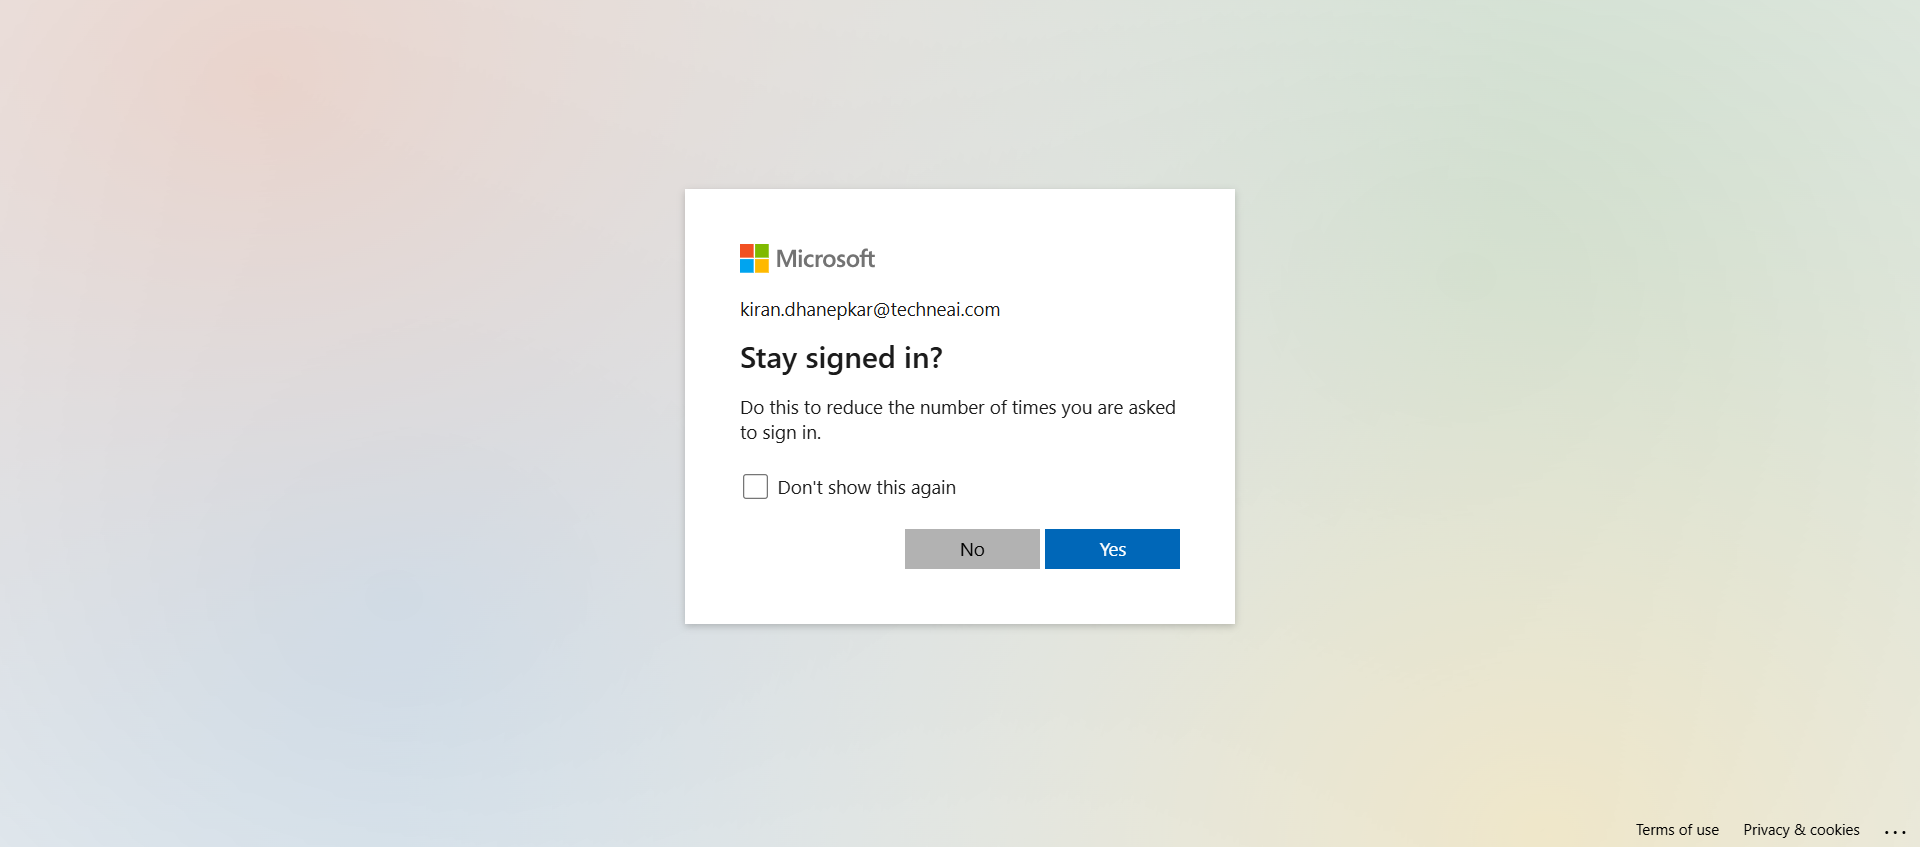 Microsoft
kiran.dhanepkar@techneai.com
Stay signed in?
Do this to reduce the number of times you are asked
to sign in.
Don't show this again
No
Yes
Terms of use
Privacy & cookies
...